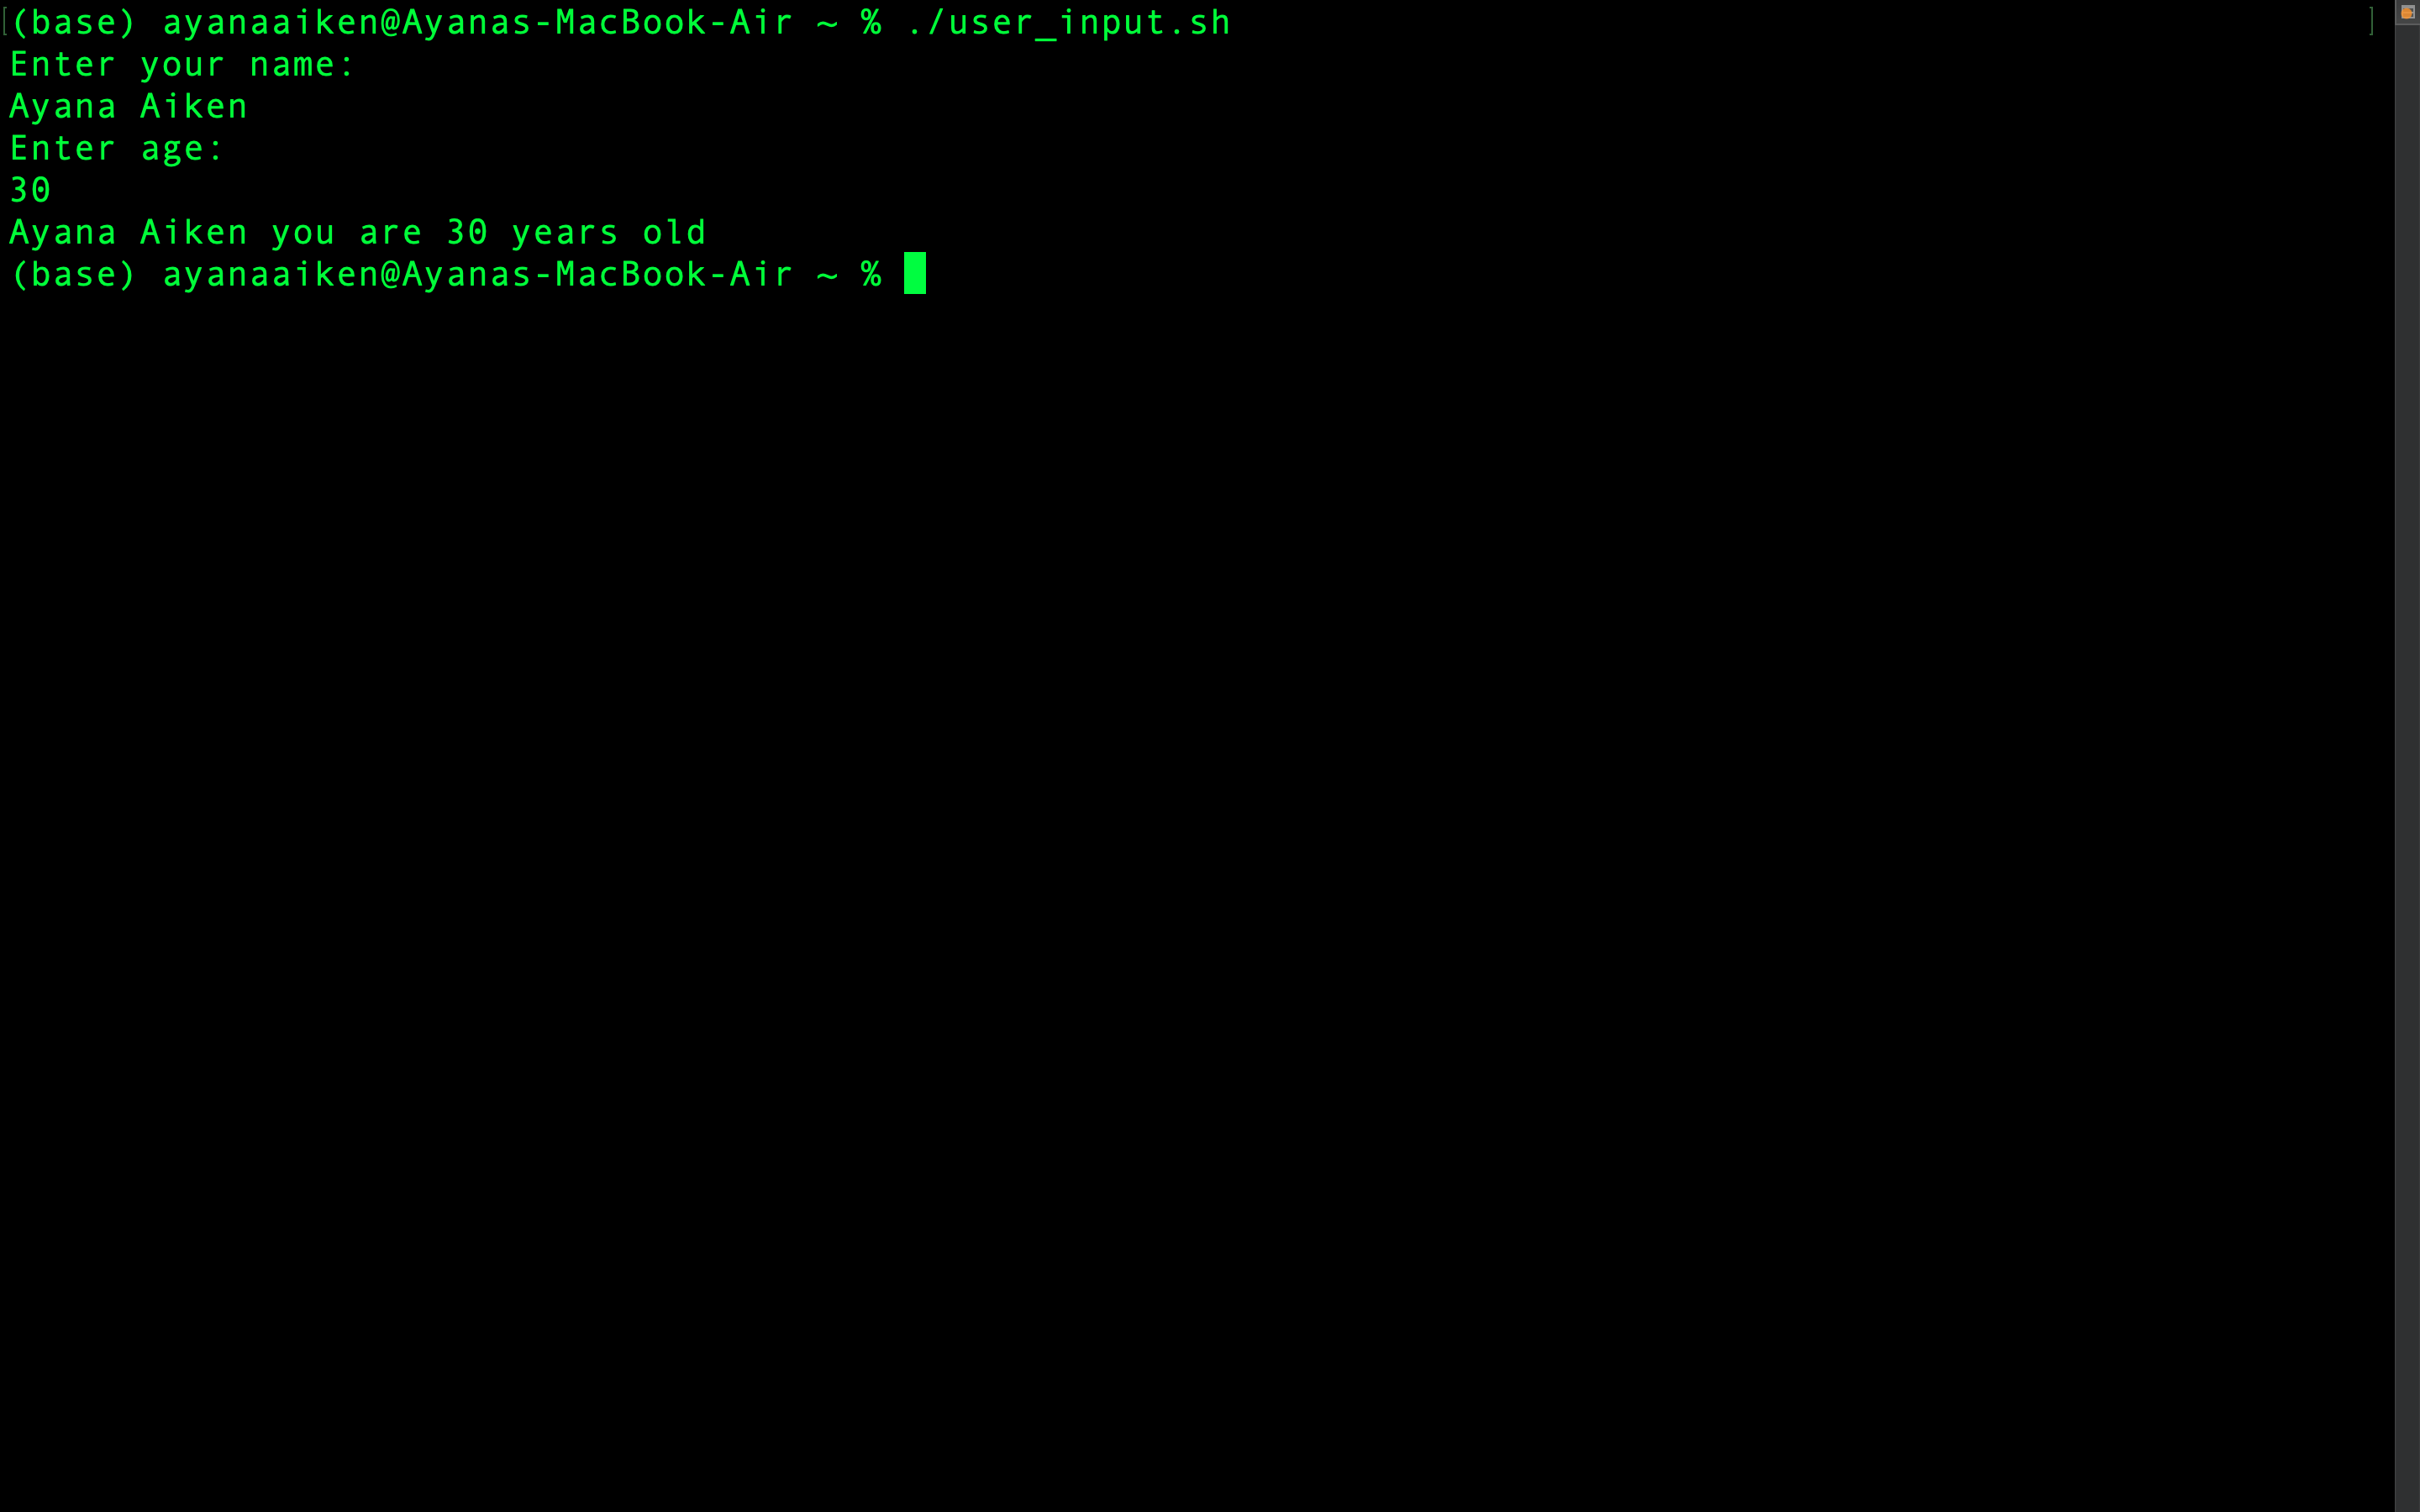 (base) ayanaaiken@Ayanas-MacBook-Air ~ % ./user_input.sh
Enter your name:
Ayana Aiken
Enter age:
30
Ayana Aiken you are 30 years old
(base) ayanaaiken@Ayanas-MacBook-Air ~ %